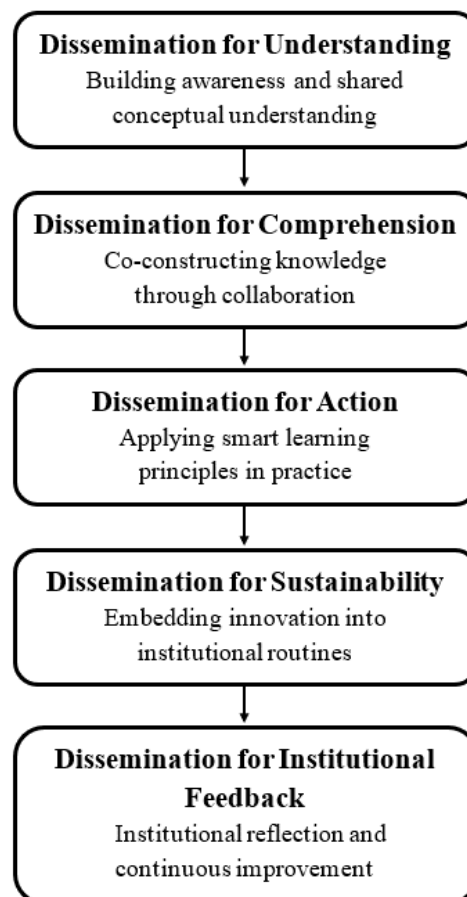 Dissemination for Understanding
Building awareness and shared
conceptual understanding
Dissemination for Comprehension
Co-constructing knowledge
through collaboration
Dissemination for Action
Applying smart learning
principles in practice
Dissemination for Sustainability
Embedding innovation into
institutional routines
Dissemination for Institutional
Feedback
Institutional reflection and
continuous improvement